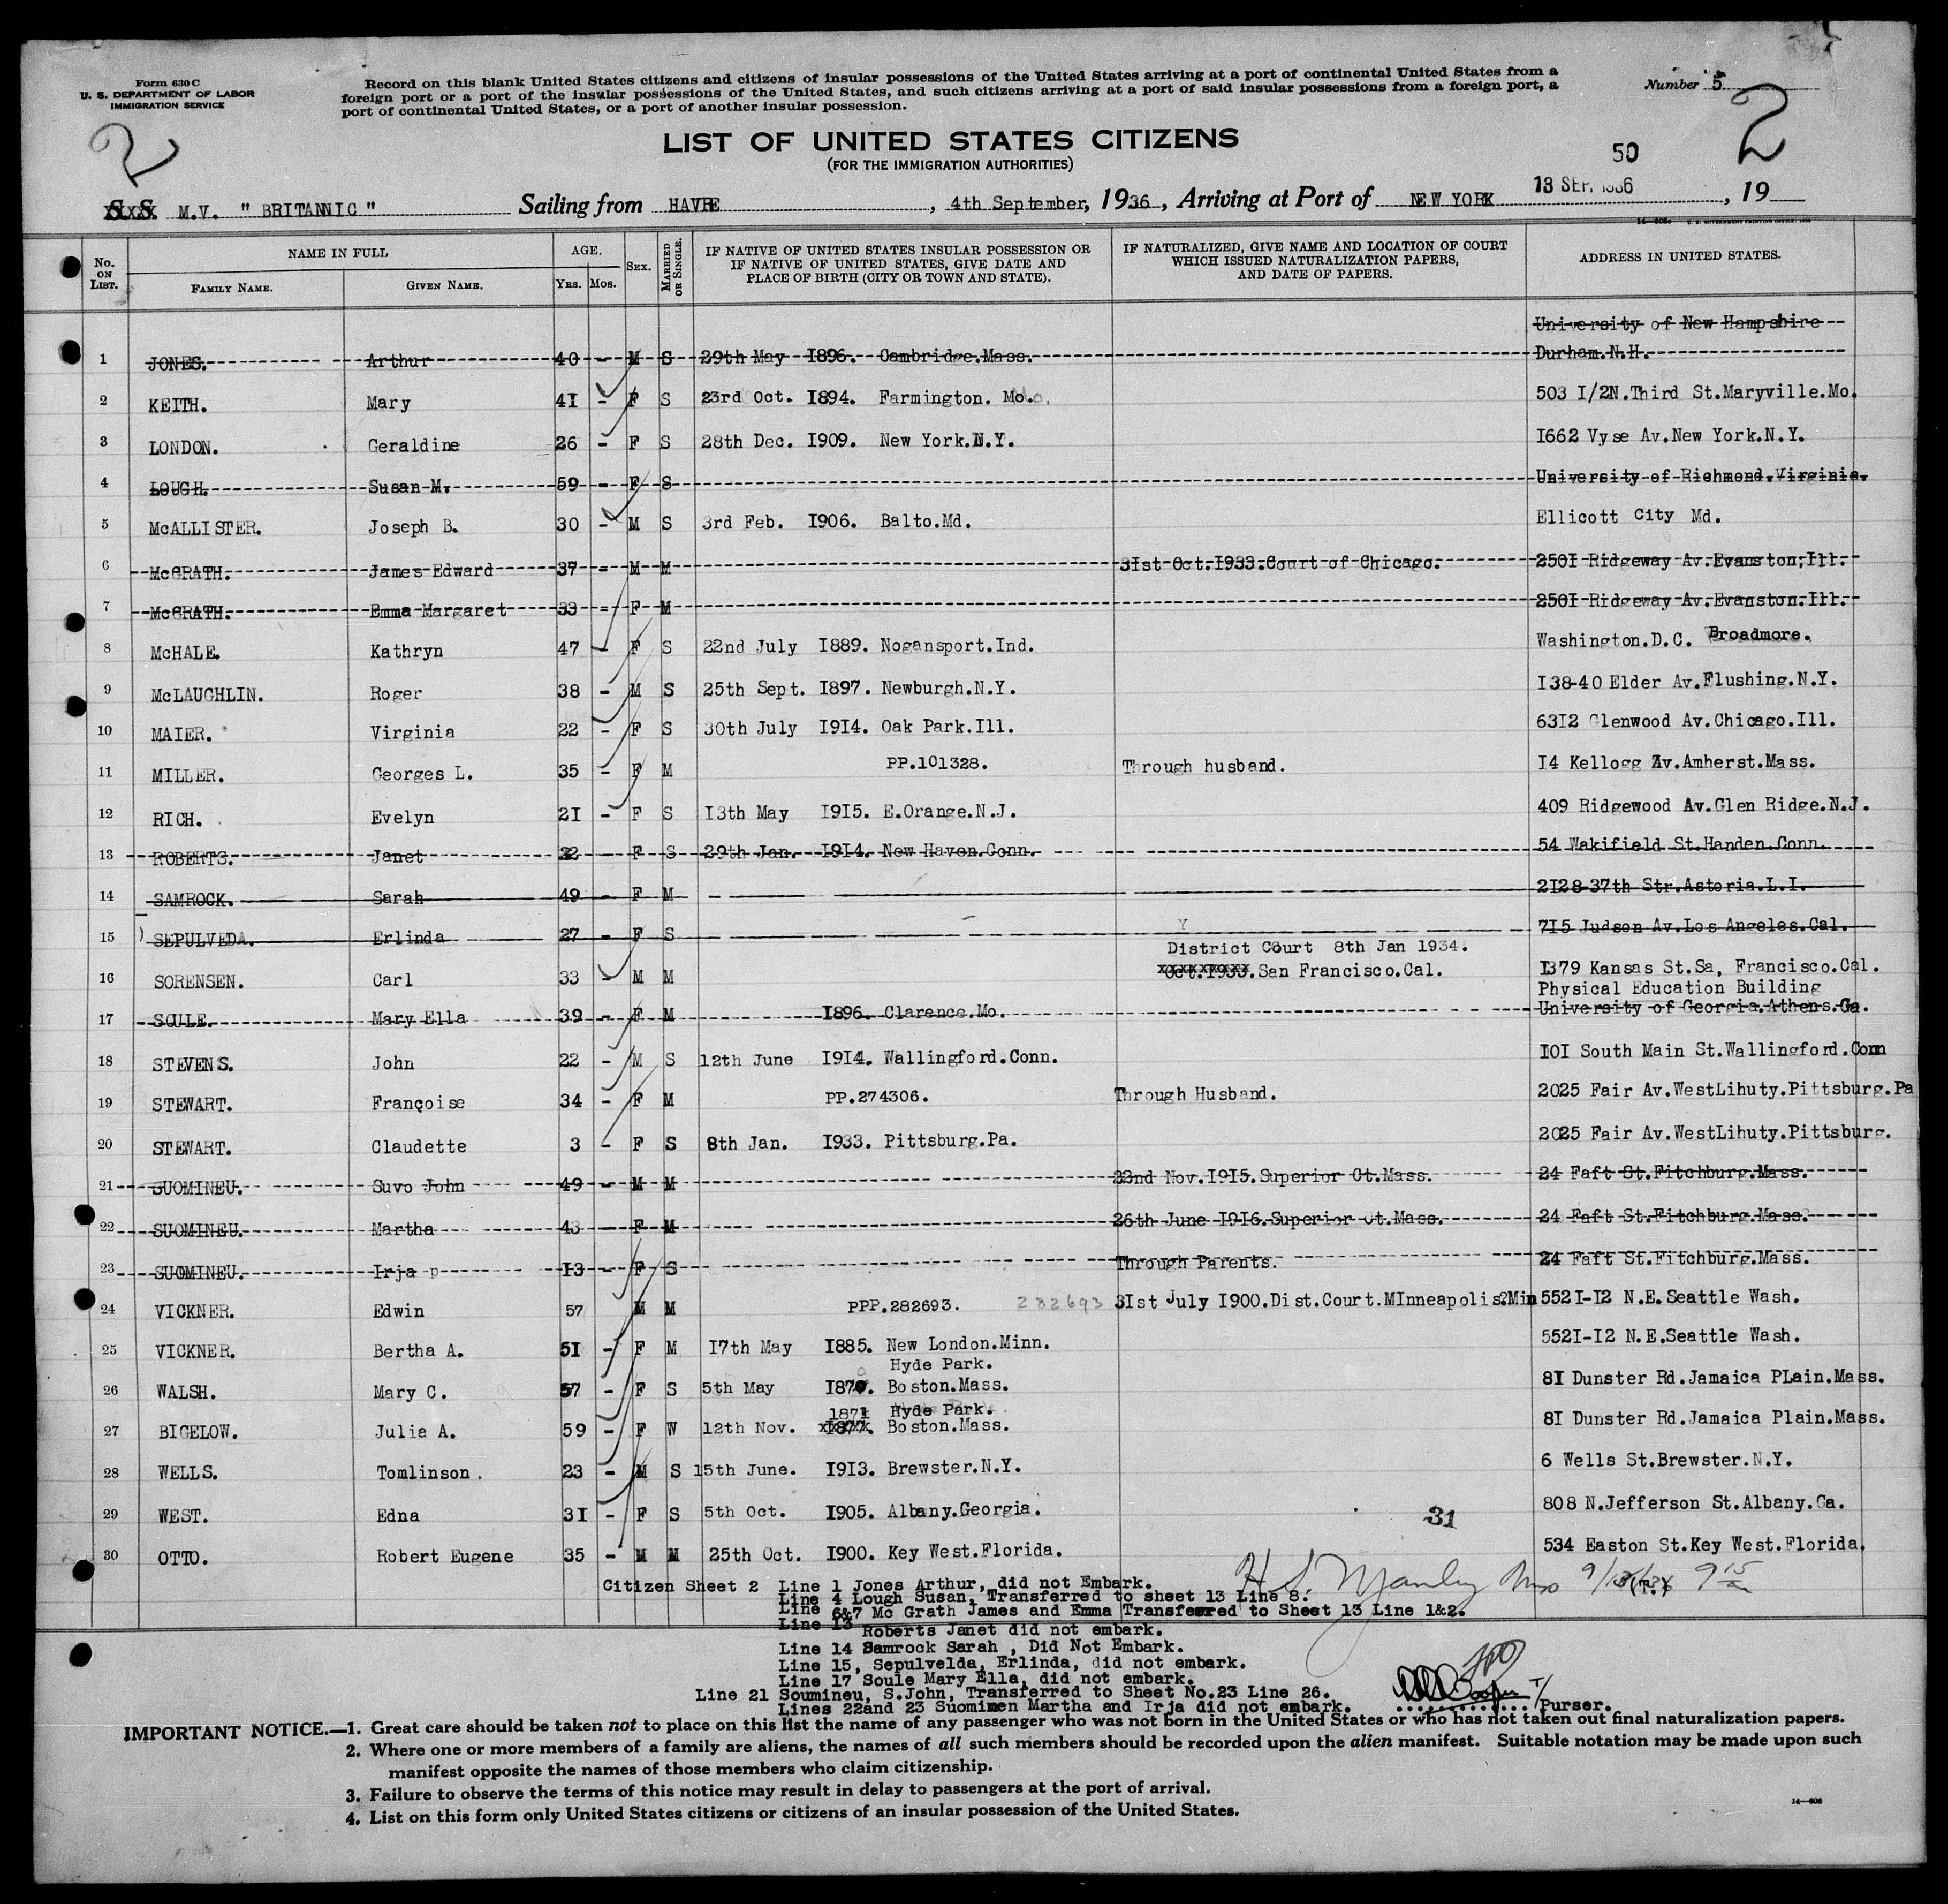 Form 630 C
U. S. DEPARTMENT OF LABOR
IMMIGRATION SERVICE
Record on this blank United States citizens and citizens of insular possessions of the United States arriving at a port of continental United States from a
foreign port or a port of the insular possessions of the United States, and such citizens arriving at a port of said insular possessions from a foreign port, a
port of continental United States, or a port of another insular possession.
Number 5
2
2
LIST OF UNITED STATES CITIZENS
(FOR THE IMMIGRATION AUTHORITIES)
50
S. S. M.V. " BRITANNIC " Sailing from HAVRE, 4th September, 1936, Arriving at Port of NEW YORK 13 SEP. 1936, 19
No. ON LIST. NAME IN FULL FAMILY NAME. GIVEN NAME. AGE. YRS. MOS. SEX. MARRIED OR SINGLE. IF NATIVE OF UNITED STATES INSULAR POSSESSION OR IF NATIVE OF UNITED STATES, GIVE DATE AND PLACE OF BIRTH (CITY OR TOWN AND STATE). IF NATURALIZED, GIVE NAME AND LOCATION OF COURT WHICH ISSUED NATURALIZATION PAPERS, AND DATE OF PAPERS. ADDRESS IN UNITED STATES.
University of New Hampshire
1 JONES. Arthur 40 - M S 29th May 1896. Cambridge.Mass. Durham.N.H.
2 KEITH. Mary 41 - F S 23rd Oct. 1894. Farmington. Mo. 503 1/2N.Third St.Maryville.Mo.
3 LONDON. Geraldine 26 - F S 28th Dec. 1909. New York.N.Y. 1662 Vyse Av.New York.N.Y.
4 LOUGH. Susan M. 59 - F S University of Richmond.Virginia.
5 McALLISTER. Joseph B. 30 - M S 3rd Feb. 1906. Balto.Md. Ellicott City Md.
6 McGRATH. James Edward 37 - M M 31st Oct.1933.Court of Chicago. 2501 Ridgeway Av.Evanston,Ill.
7 McGRATH. Emma Margaret 33 - F M 2501 Ridgeway Av.Evanston.Ill.
8 McHALE. Kathryn 47 - F S 22nd July 1889. Nogansport.Ind. Washington.D.C. Broadmore.
9 McLAUGHLIN. Roger 38 - M S 25th Sept. 1897. Newburgh.N.Y. 138-40 Elder Av.Flushing.N.Y.
10 MAIER. Virginia 22 - F S 30th July 1914. Oak Park.Ill. 6312 Glenwood Av.Chicago.Ill.
11 MILLER. Georges L. 35 - F M PP.101328. Through husband. 14 Kellogg Av.Amherst.Mass.
12 RICH. Evelyn 21 - F S 13th May 1915. E.Orange.N.J. 409 Ridgewood Av.Glen Ridge.N.J.
13 ROBERTS. Janet 22 F S 29th Jan. 1914. New Haven.Conn. 54 Wakifield St.Handen.Conn.
14 SAMROCK. Sarah 49 - F M 2128-37th Str.Astoria.L.I.
15 SEPULVEDA. Erlinda 27 - F S 715 Judson Av.Los Angeles.Cal.
District Court 8th Jan 1934.
16 SORENSEN. Carl 33 - M M Oct.1933.San Francisco.Cal. 1379 Kansas St.Sa, Francisco.Cal.
Physical Education Building
17 SOULE. Mary Ella 39 - F M 1896. Clarence.Mo. University of Georgia.Athens.Ga.
18 STEVENS. John 22 - M S 12th June 1914. Wallingford.Conn. 101 South Main St.Wallingford.Conn
19 STEWART. Françoise 34 - F M PP.274306. Through Husband. 2025 Fair Av.WestLihuty.Pittsburg.Pa
20 STEWART. Claudette 3 - F S 8th Jan. 1933. Pittsburg.Pa. 2025 Fair Av.WestLihuty.Pittsburg.
21 SUOMINEU. Suvo John 49 - M M 22nd Nov.1915.Superior Ct.Mass. 24 Faft St.Fitchburg.Mass.
22 SUOMINEU. Martha 43 - F M 26th June 1916.Superior Ct.Mass. 24 Faft St.Fitchburg.Mass.
23 SUOMINEU. Irja p 13 - F S Through Parents. 24 Faft St.Fitchburg.Mass.
24 VICKNER. Edwin 57 M M PPP.282693. 282693 31st July 1900.Dist.Court.MInneapolis.Min 5521-12 N.E.Seattle Wash.
25 VICKNER. Bertha A. 51 - F M 17th May 1885. New London.Minn. 5521-12 N.E.Seattle Wash.
Hyde Park.
26 WALSH. Mary C. 57 - F S 5th May 1870. Boston.Mass. 81 Dunster Rd.Jamaica PLain.Mass.
1871 Hyde Park.
27 BIGELOW. Julia A. 59 - F W 12th Nov. 1877. Boston.Mass. 81 Dunster Rd.Jamaica Plain.Mass.
28 WELLS. Tomlinson. 23 - M S 15th June. 1913. Brewster.N.Y. 6 Wells St.Brewster.N.Y.
29 WEST. Edna 31 - F S 5th Oct. 1905. Albany.Georgia. 808 N.Jefferson St.Albany.Ga.
31
30 OTTO. Robert Eugene 35 - M M 25th Oct. 1900. Key West.Florida. 534 Easton St.Key West.Florida.
Citizen Sheet 2 Line 1 Jones Arthur, did not Embark.
Line 4 Lough Susan, Transferred to sheet 13 Line 8.
Line 6&7 Mc Grath James and Emma Transfeered to Sheet 13 Line 1&2.
Line 13 Roberts Janet did not embark.
Line 14 Samrock Sarah , Did Not Embark.
Line 15, Sepulvelda, Erlinda, did not embark.
Line 17 Soule Mary Ella, did not embark.
Line 21 Soumineu, S.John, Transferred to Sheet No.23 Line 26.
Lines 22and 23 Suominen Martha and Irja did not embark.
Purser.
IMPORTANT NOTICE.—1. Great care should be taken not to place on this list the name of any passenger who was not born in the United States or who has not taken out final naturalization papers.
2. Where one or more members of a family are aliens, the names of all such members should be recorded upon the alien manifest. Suitable notation may be made upon such
manifest opposite the names of those members who claim citizenship.
3. Failure to observe the terms of this notice may result in delay to passengers at the port of arrival.
4. List on this form only United States citizens or citizens of an insular possession of the United States.
14—608